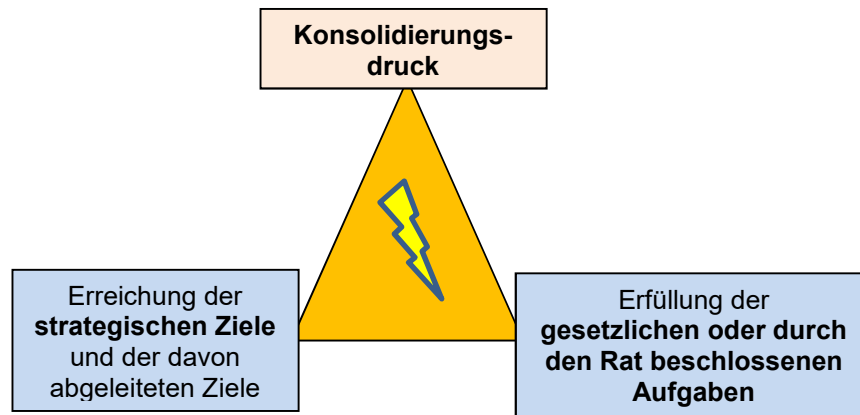 Konsolidierungs-
druck
Erreichung der
strategischen Ziele
und der davon
abgeleiteten Ziele
Erfüllung der
gesetzlichen oder durch
den Rat beschlossenen
Aufgaben